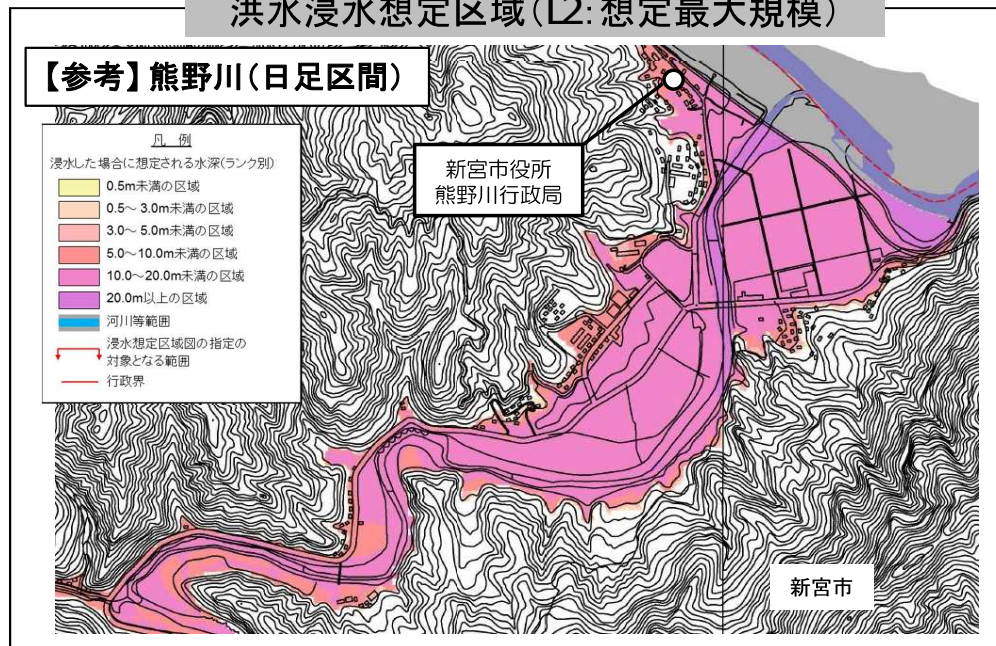 洪水浸水想定区域(L2:想定最大規模)
【参考】熊野川(日足区間)
凡 例
浸水した場合に想定される水深(ランク別)
0.5m未満の区域
0.5～3.0m未満の区域
3.0～5.0m未満の区域
5.0～10.0m未満の区域
10.0～20.0m未満の区域
20.0m以上の区域
河川等範囲
浸水想定区域図の指定の
対象となる範囲
行政界
新宮市役所
熊野川行政局
新宮市